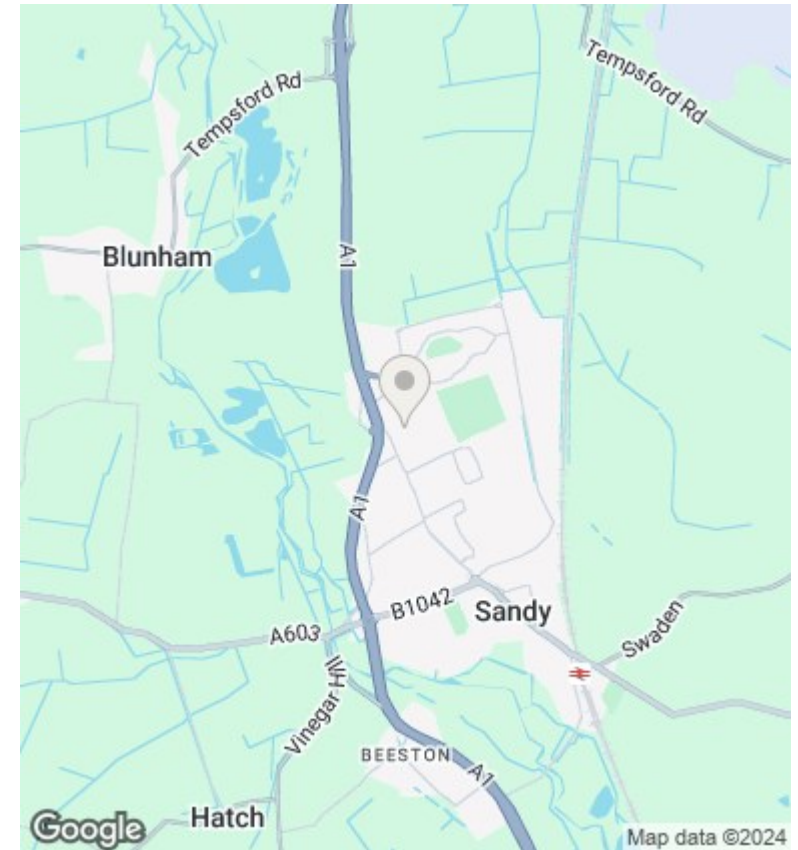 Tempsford Rd
Tempsford Rd
Blunham
A1
A1
B1042
Sandy
A603
Swaden
Vinegar Hill
BEESTON
A1
Hatch
Google
Map data ©2024